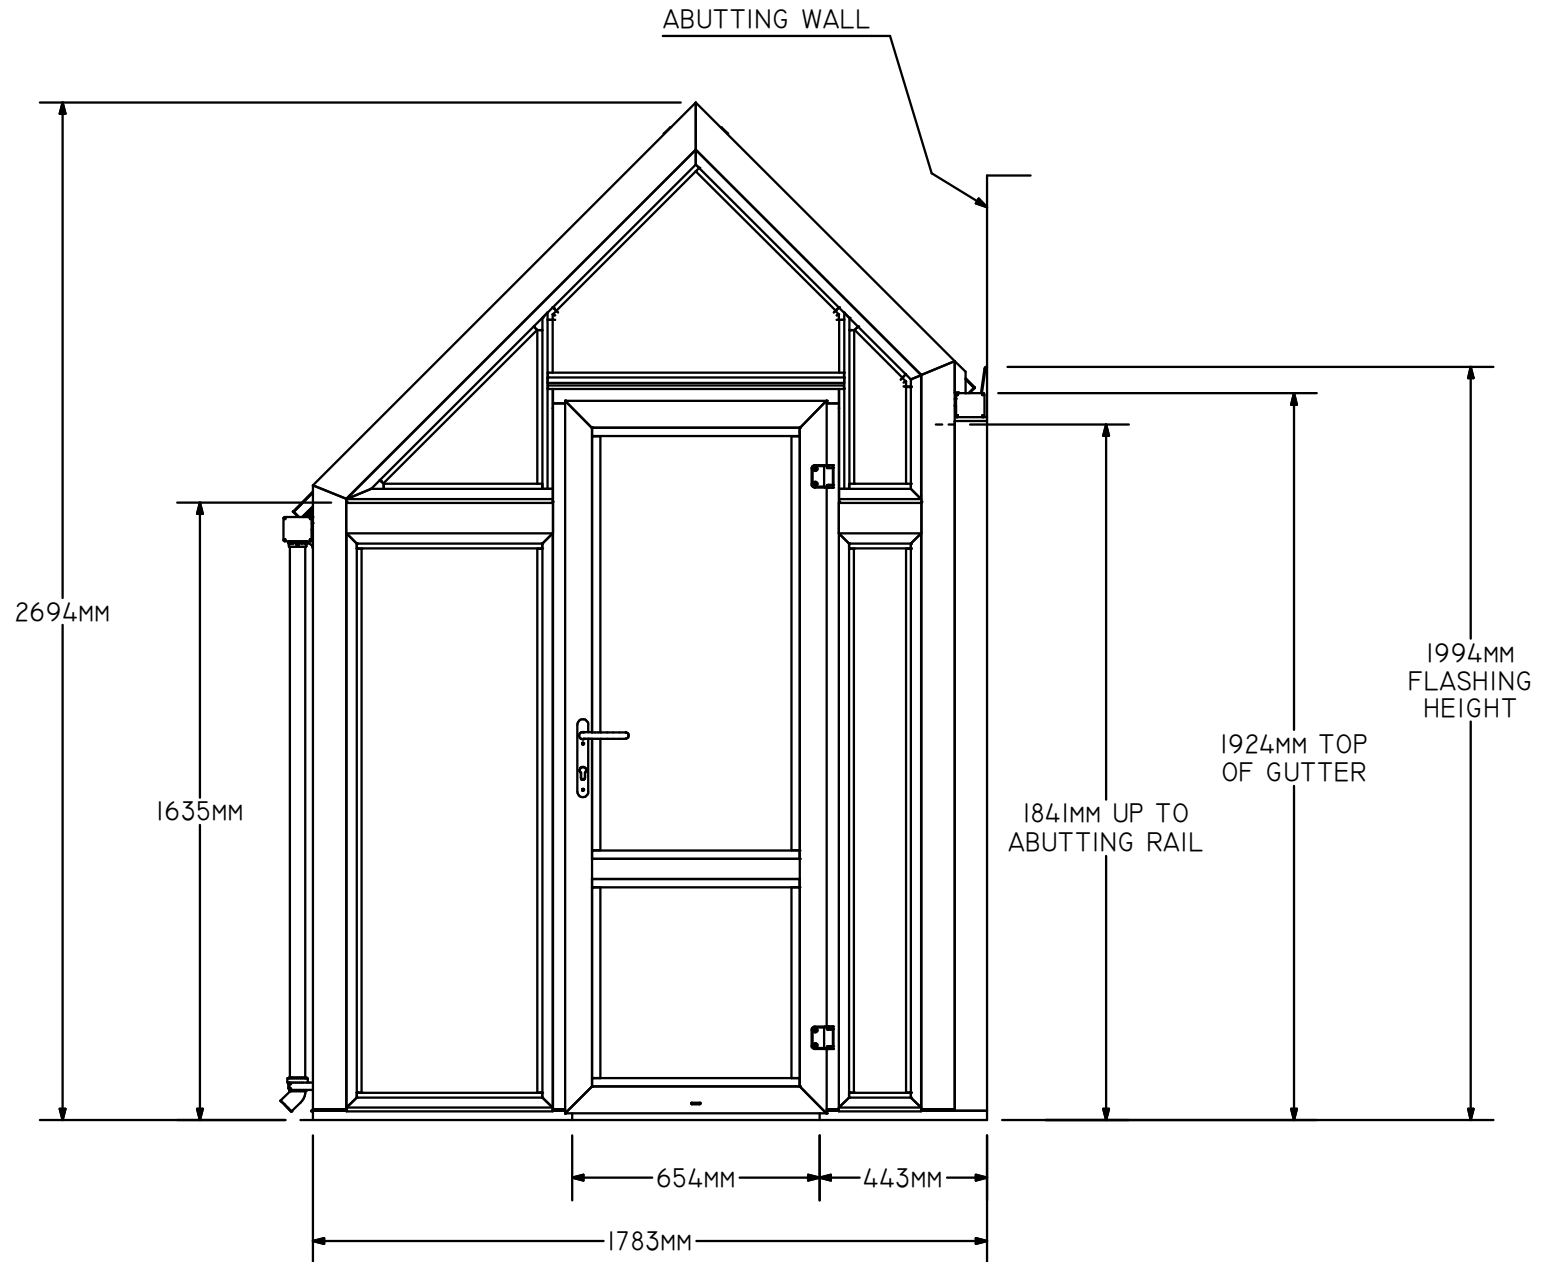 ABUTTING WALL
2694MM
1994MM
FLASHING
HEIGHT
1924MM TOP
OF GUTTER
1635MM
1841MM UP TO
ABUTTING RAIL
654MM
443MM
1783MM